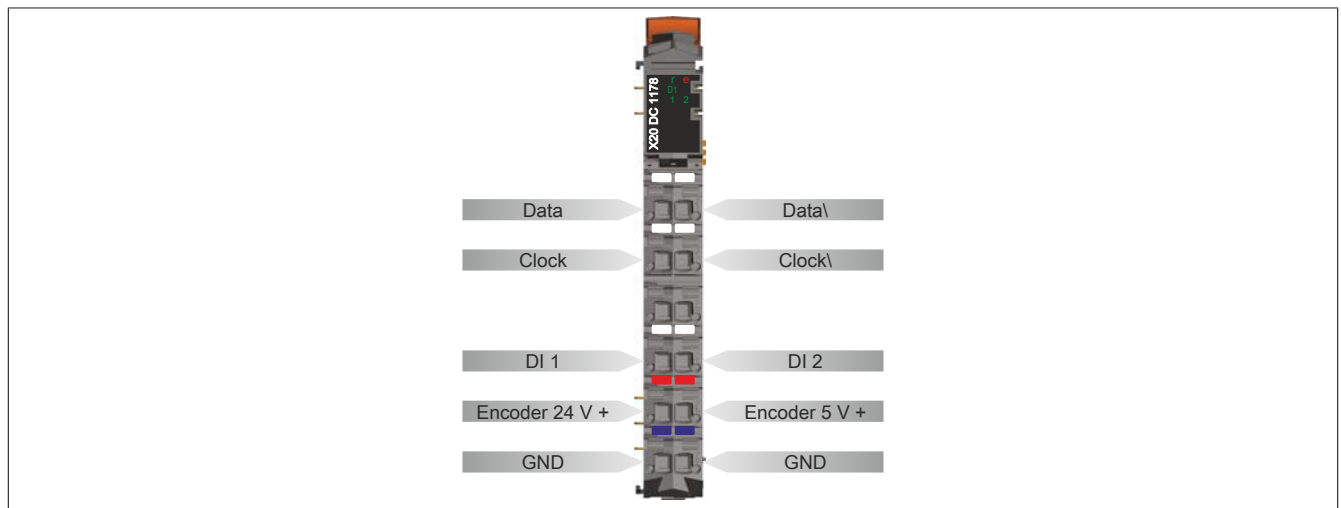 X20 DC 1178
r e
DI
1 2
Data
Data\
Clock
Clock\
DI 1
DI 2
Encoder 24 V +
Encoder 5 V +
GND
GND